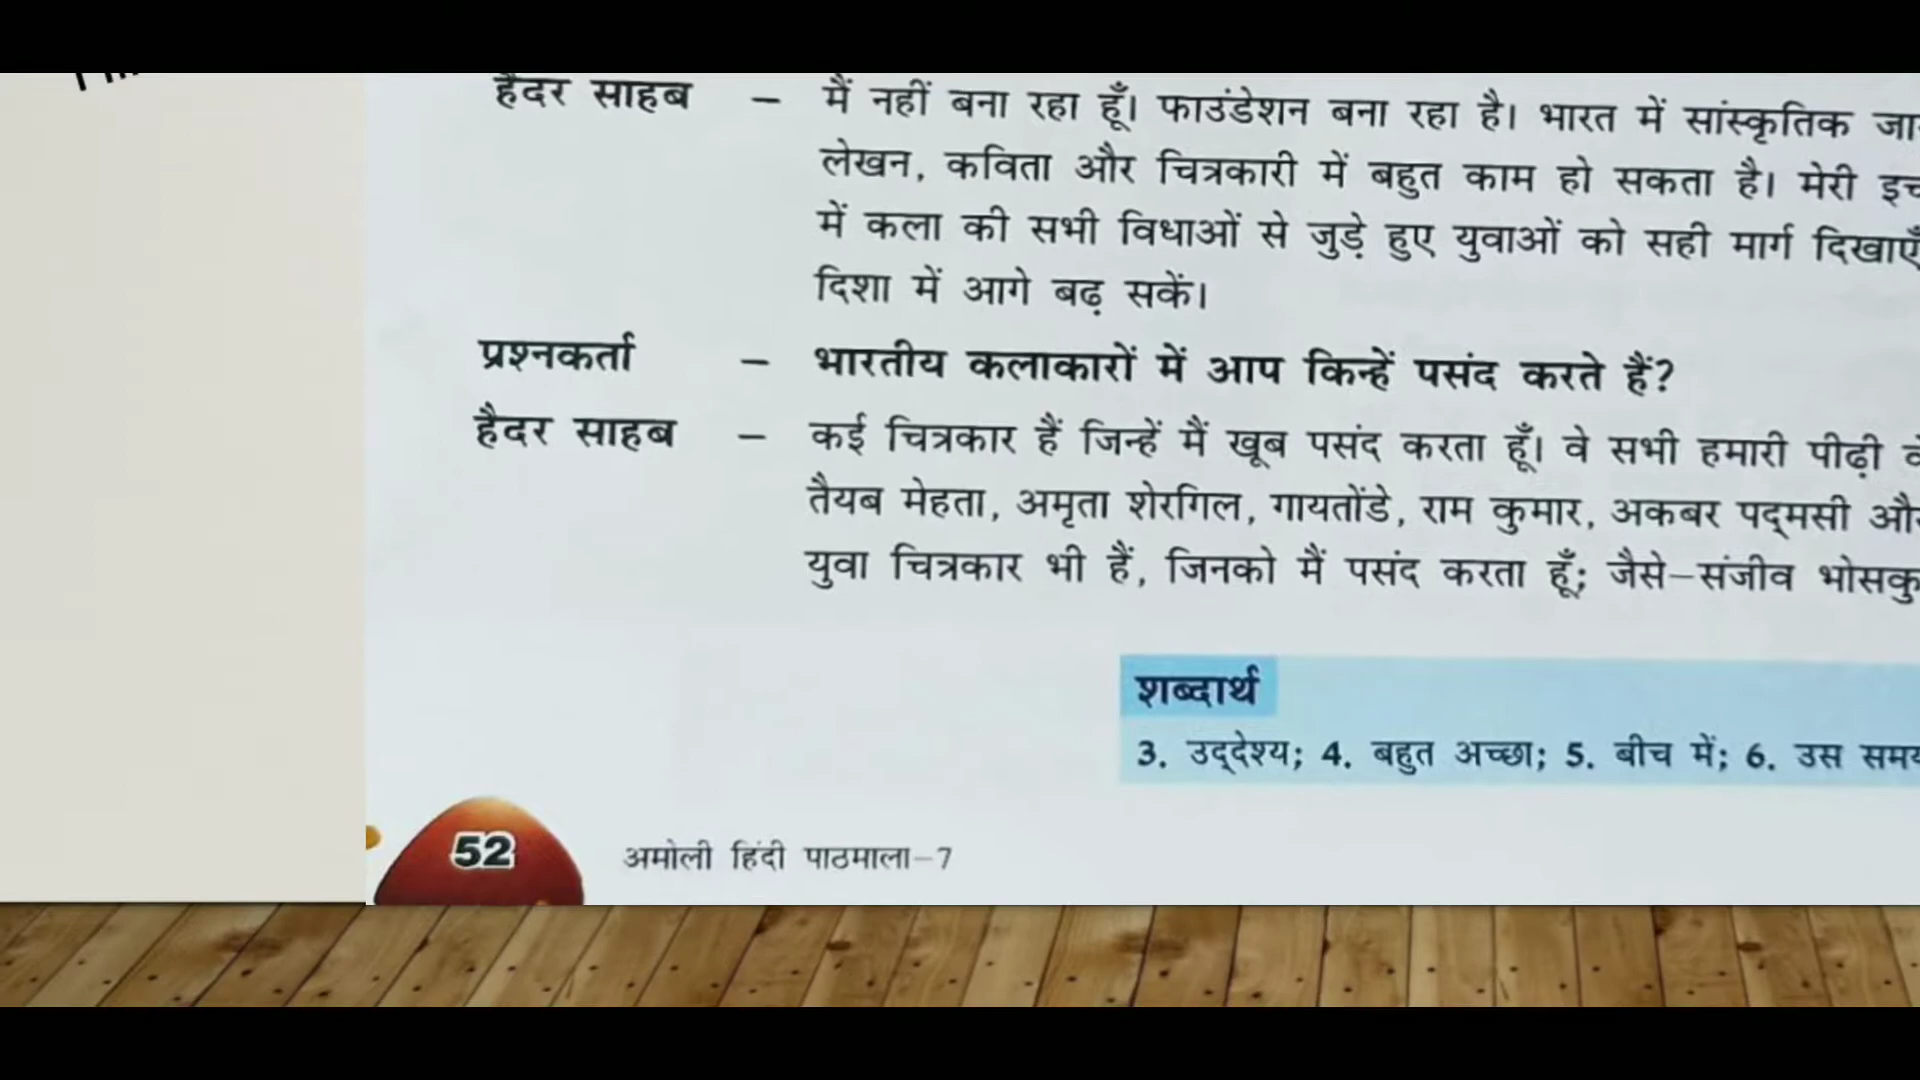 हैदर साहब – मैं नहीं बना रहा हूँ। फाउंडेशन बना रहा है। भारत में सांस्कृतिक
लेखन, कविता और चित्रकारी में बहुत काम हो सकता है। मेरी
में कला की सभी विधाओं से जुड़े हुए युवाओं को सही मार्ग दिखाएँ
दिशा में आगे बढ़ सकें।
प्रश्नकर्ता – भारतीय कलाकारों में आप किन्हें पसंद करते हैं?
हैदर साहब – कई चित्रकार हैं जिन्हें मैं खूब पसंद करता हूँ। वे सभी हमारी पीढ़ी
तैयब मेहता, अमृता शेरगिल, गायतोंडे, राम कुमार, अकबर पद्‌मसी
युवा चित्रकार भी हैं, जिनको मैं पसंद करता हूँ; जैसे–संजीव
शब्दार्थ
3. उद्‌देश्य; 4. बहुत अच्छा; 5. बीच में; 6. उस समय
52 अमोली हिंदी पाठमाला–7